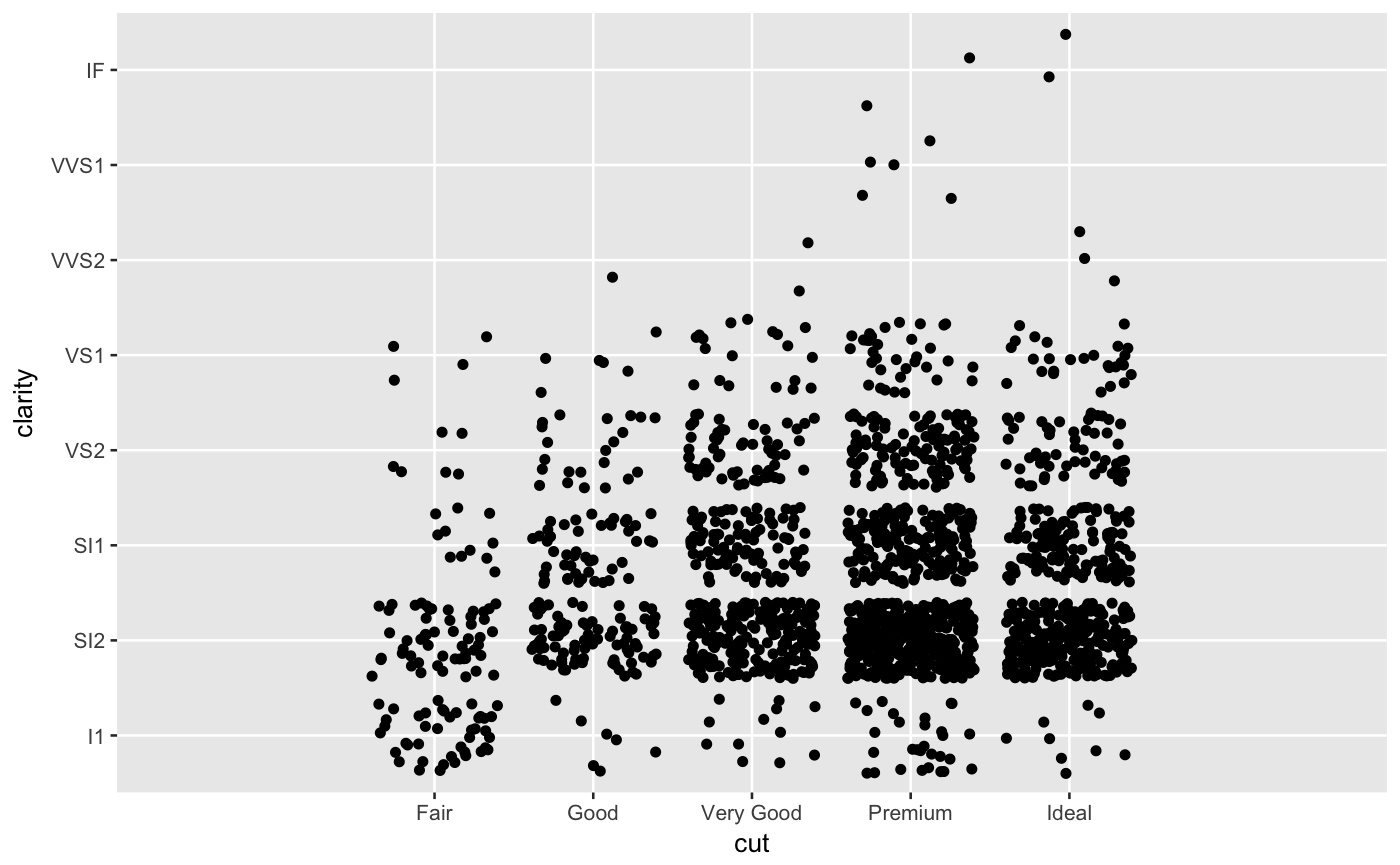 IF
VVS1
VVS2
VS1
VS2
SI1
SI2
I1
clarity
Fair Good Very Good Premium Ideal
cut